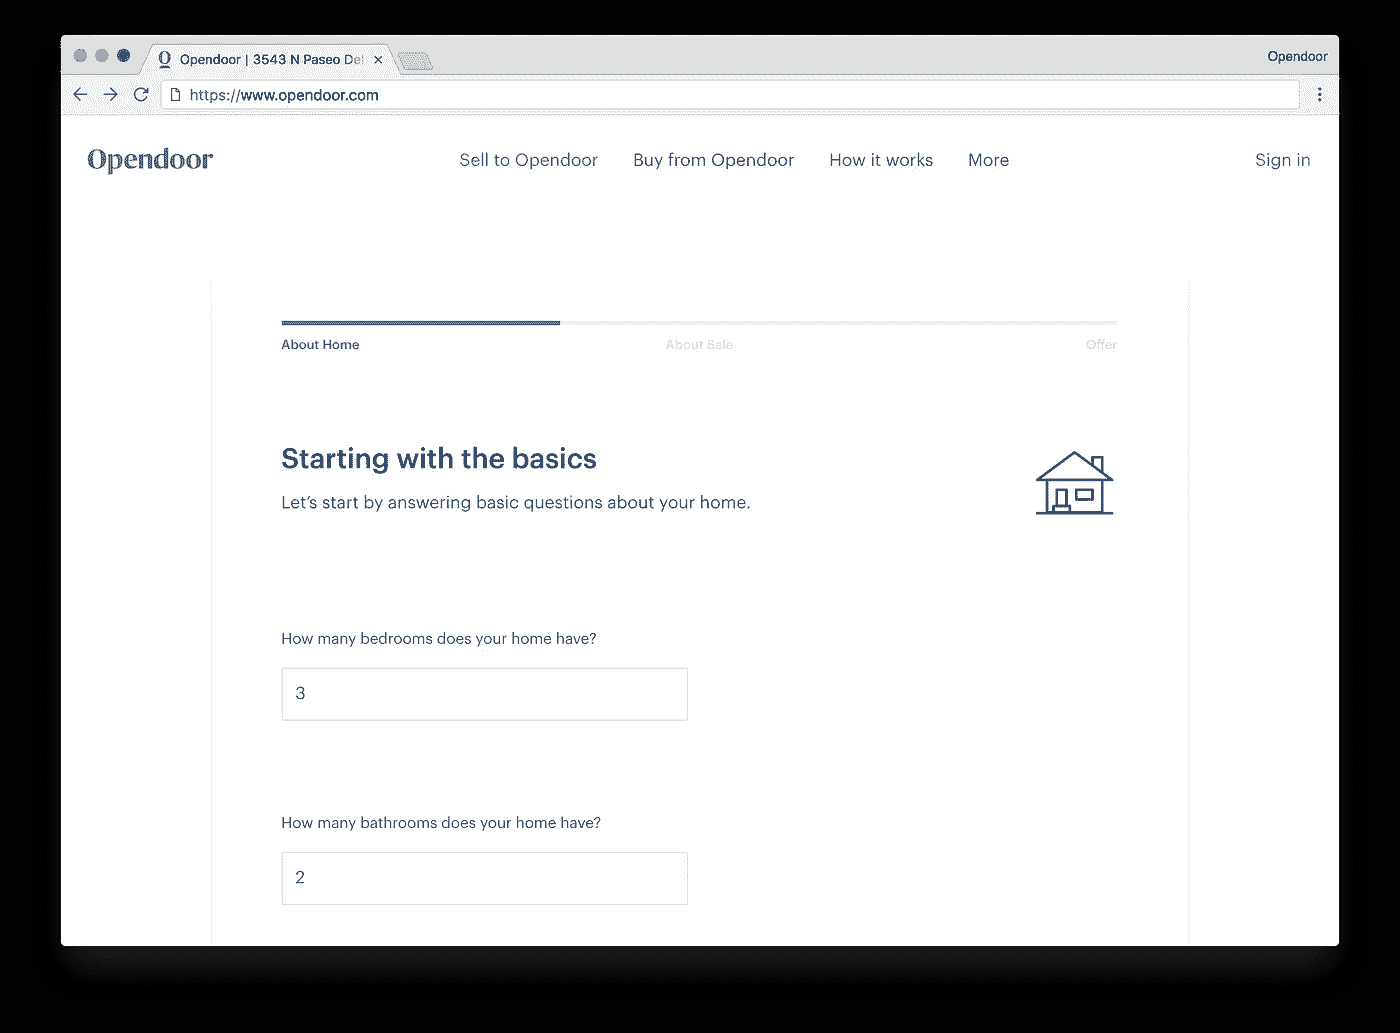 Opendoor | 3543 N Paseo Del
Opendoor
https://www.opendoor.com
Opendoor
Sell to Opendoor
Buy from Opendoor
How it works
More
Sign in
About Home
About Sale
Offer
Starting with the basics
Let's start by answering basic questions about your home.
How many bedrooms does your home have?
3
How many bathrooms does your home have?
2